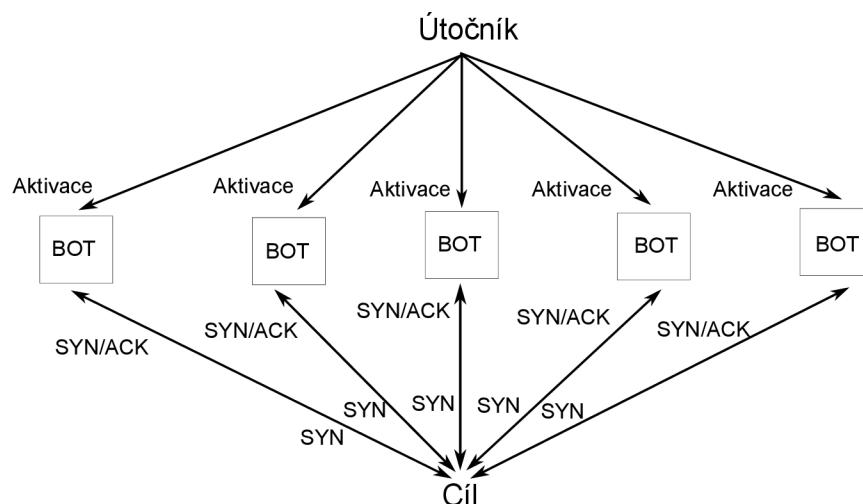 Útočník
Aktivace
Aktivace
Aktivace
Aktivace
Aktivace
BOT
BOT
BOT
BOT
BOT
SYN/ACK
SYN/ACK
SYN/ACK
SYN/ACK
SYN/ACK
SYN
SYN
SYN
SYN
SYN
Cíl